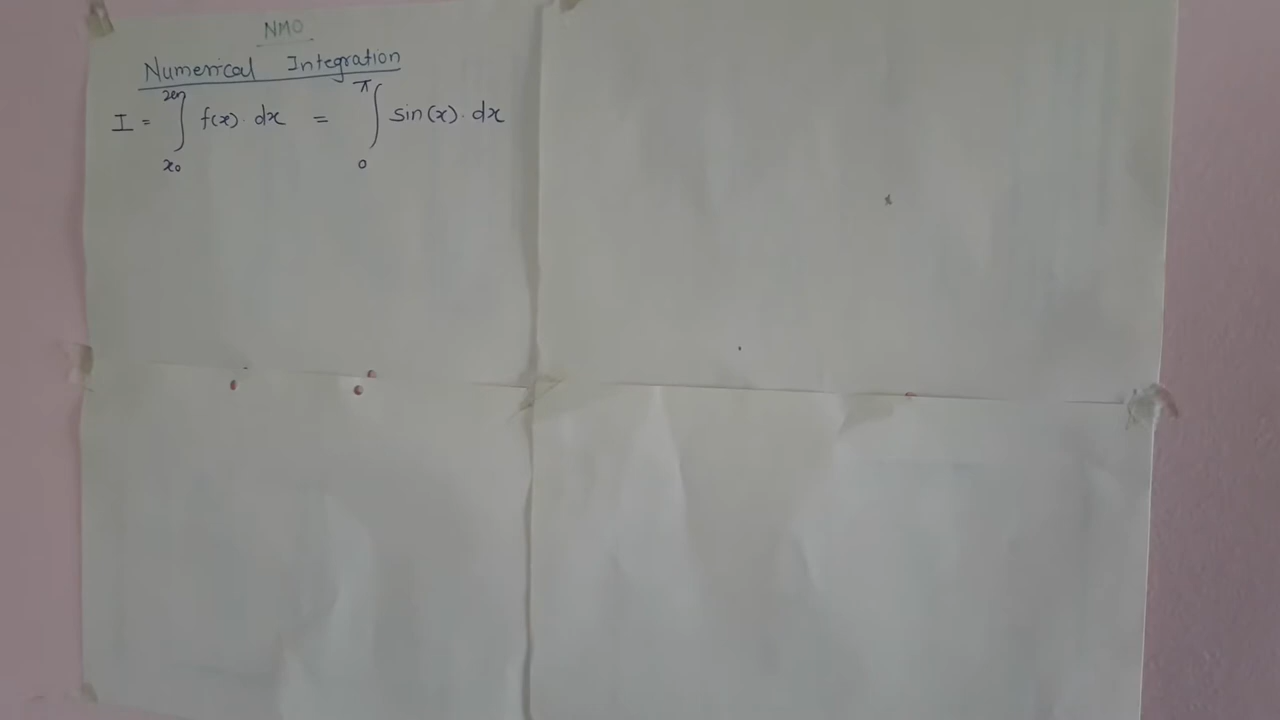 NMO
Numerical Integration
I = ∫_{x0}^{xn} f(x). dx = ∫_{0}^{π} sin(x). dx